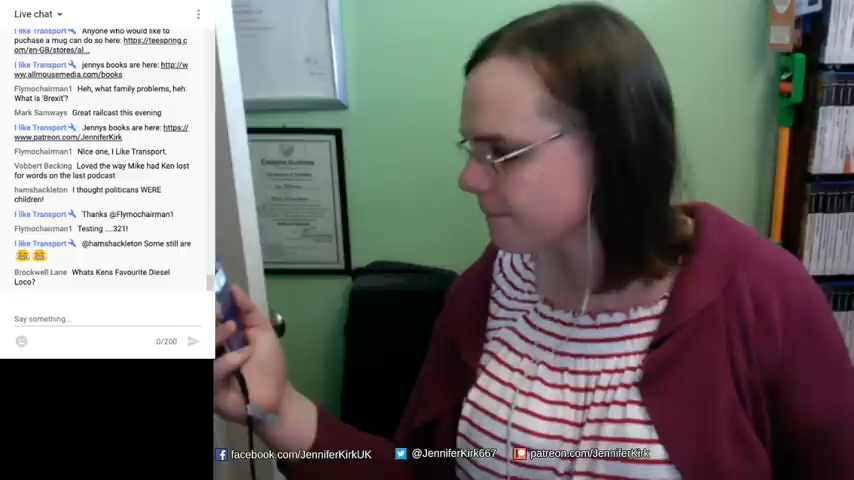 Live chat
I like Transport Anyone who would like to
puchase a mug can do so here: https://teespring.c
om/en-GB/stores/al...
I like Transport jennys books are here: http://w
ww.allmousemedia.com/books
Flymochairman1 Heh, what family problems, heh.
What is 'Brexit'?
Mark Samways Great railcast this evening
I like Transport Jennys books are here: https://
www.patreon.com/JenniferKirk
Flymochairman1 NIce one, I Like Transport.
Vobbert Becking Loved the way Mike had Ken lost
for words on the last podcast
hamshackleton I thought politicans WERE
children!
I like Transport Thanks @Flymochairman1
Flymochairman1 Testing ....321!
I like Transport @hamshackleton Some still are
😂 😂
Brockwell Lane Whats Kens Favourite Diesel
Loco?
Say something...
0/200
facebook.com/JenniferKirkUK @JenniferKirk667 patreon.com/JenniferKirk